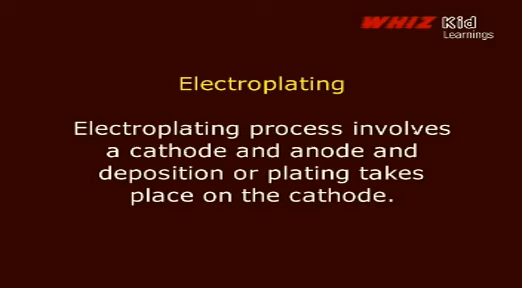 WHIZ Kid
Learnings
Electroplating
Electroplating process involves
a cathode and anode and
deposition or plating takes
place on the cathode.